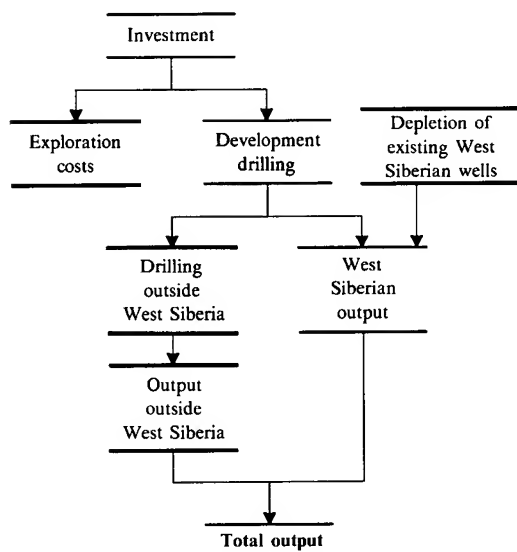 Investment
Exploration
costs
Development
drilling
Depletion of
existing West
Siberian wells
Drilling
outside
West Siberia
West
Siberian
output
Output
outside
West Siberia
Total output